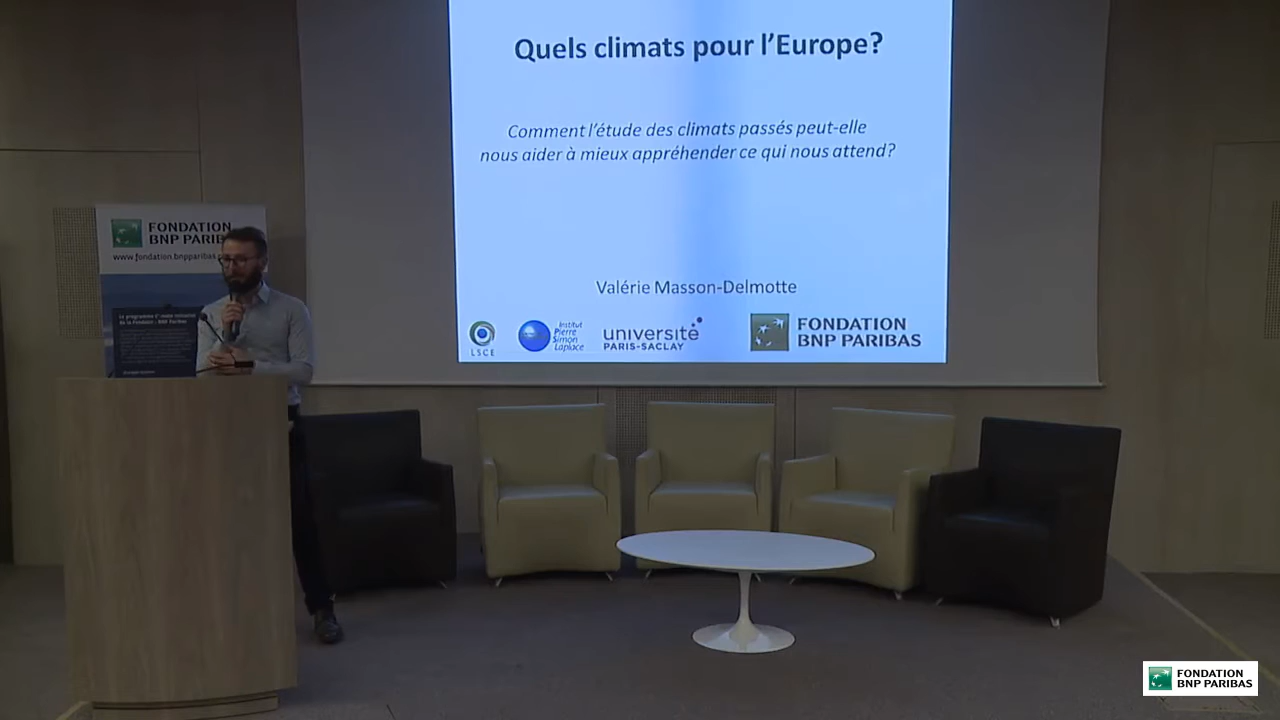 Quels climats pour l'Europe?
Comment l'étude des climats passés peut-elle
nous aider à mieux appréhender ce qui nous attend?
Valérie Masson-Delmotte
LSCE
Institut
Pierre
Simon
Laplace
université
PARIS-SACLAY
FONDATION
BNP PARIBAS
FONDATION
BNP PARIB
www.fondation.bnpparibas
FONDATION
BNP PARIBAS